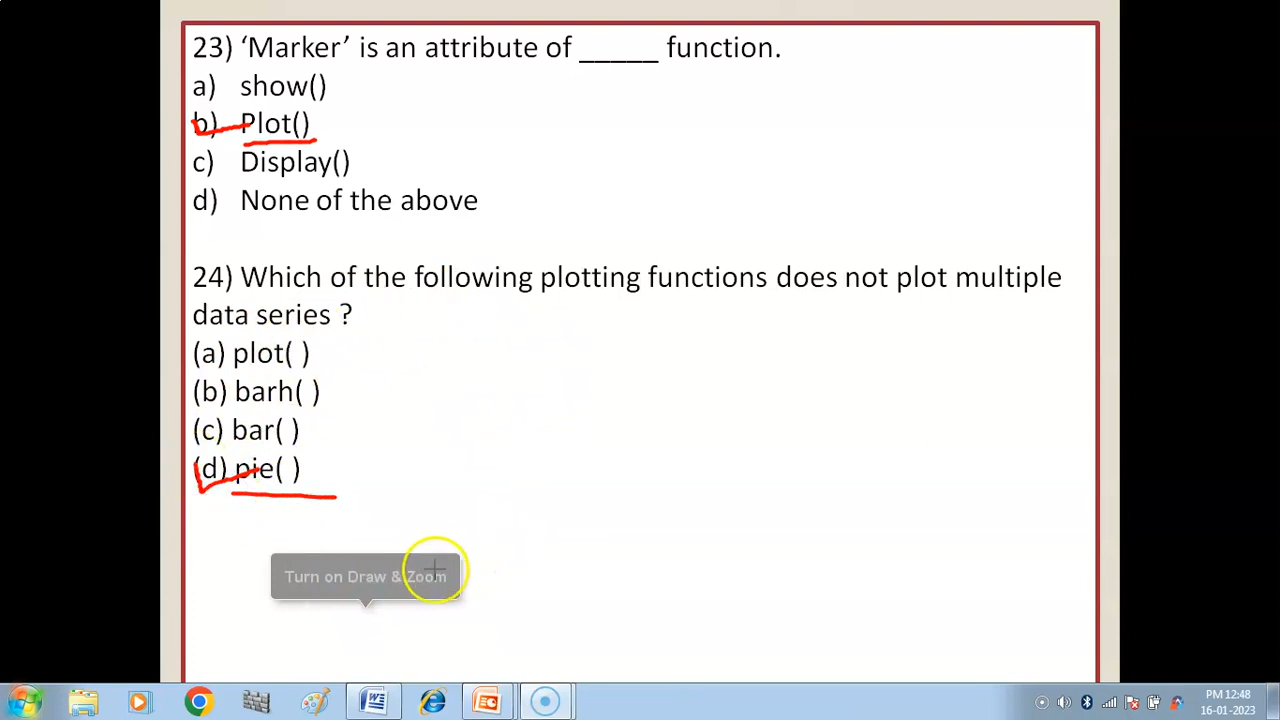 23) ‘Marker’ is an attribute of _____ function.
a) show()
b) Plot()
c) Display()
d) None of the above
24) Which of the following plotting functions does not plot multiple
data series ?
(a) plot( )
(b) barh( )
(c) bar( )
(d) pie( )
Turn on Draw & Zoom
PM 12:48
16-01-2023